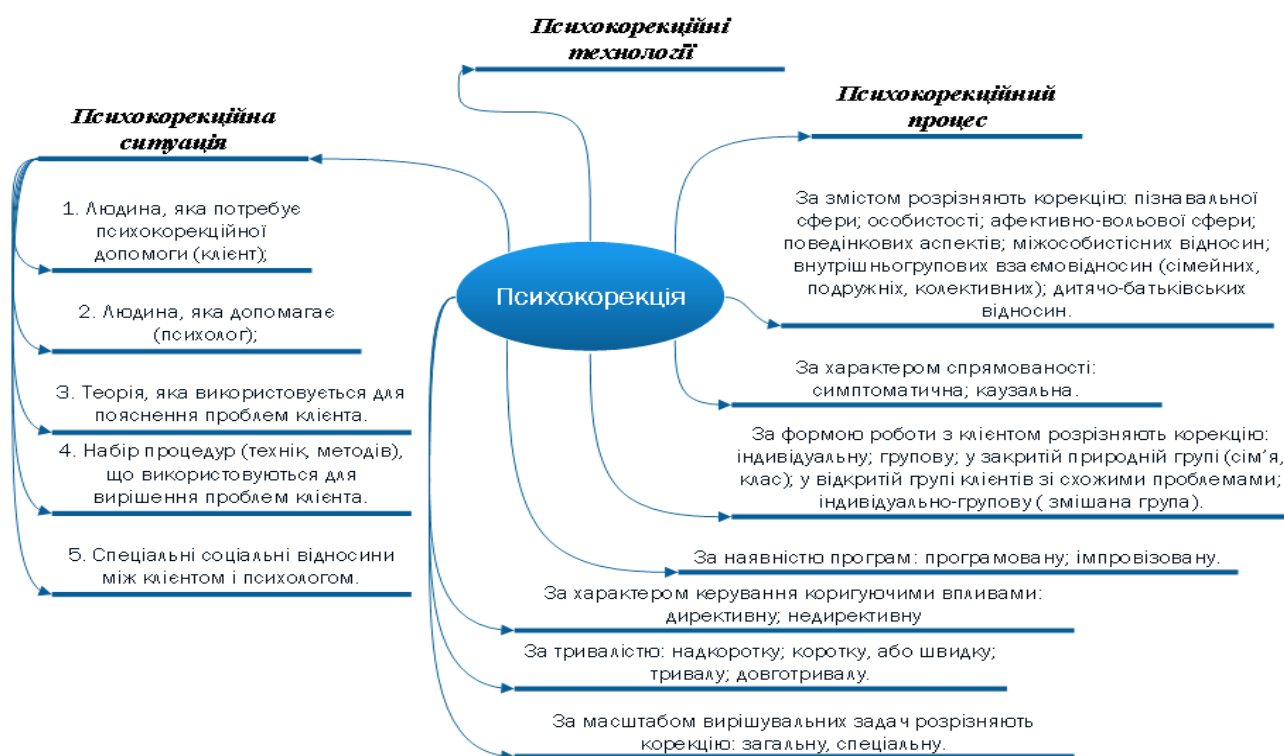 Психокорекційні
технології
Психокорекційна
ситуація
1. Людина, яка потребує
психокорекційної
допомоги (клієнт);
2. Людина, яка допомагає
(психолог);
3. Теорія, яка використовується для
пояснення проблем клієнта.
4. Набір процедур (технік, методів),
що використовуються для
вирішення проблем клієнта.
5. Спеціальні соціальні відносини
між клієнтом і психологом.
Психокорекція
Психокорекційний
процес
За змістом розрізняють корекцію: пізнавальної
сфери; особистості; афективно-вольової сфери;
поведінкових аспектів; міжособистісних відносин;
внутрішньогрупових взаємовідносин (сімейних,
подружніх, колективних); дитячо-батьківських
відносин.
За характером спрямованості:
симптоматична; каузальна.
За формою роботи з клієнтом розрізняють корекцію:
індивідуальну; групову; у закритій природній групі (сім’я,
клас); у відкритій групі клієнтів зі схожими проблемами;
індивідуально-групову ( змішана група).
За наявністю програм: програмовану; імпровізовану.
За характером керування коригуючими впливами:
директивну; недирективну
За тривалістю: надкоротку; коротку, або швидку;
тривалу; довготривалу.
За масштабом вирішувальних задач розрізняють
корекцію: загальну, спеціальну.